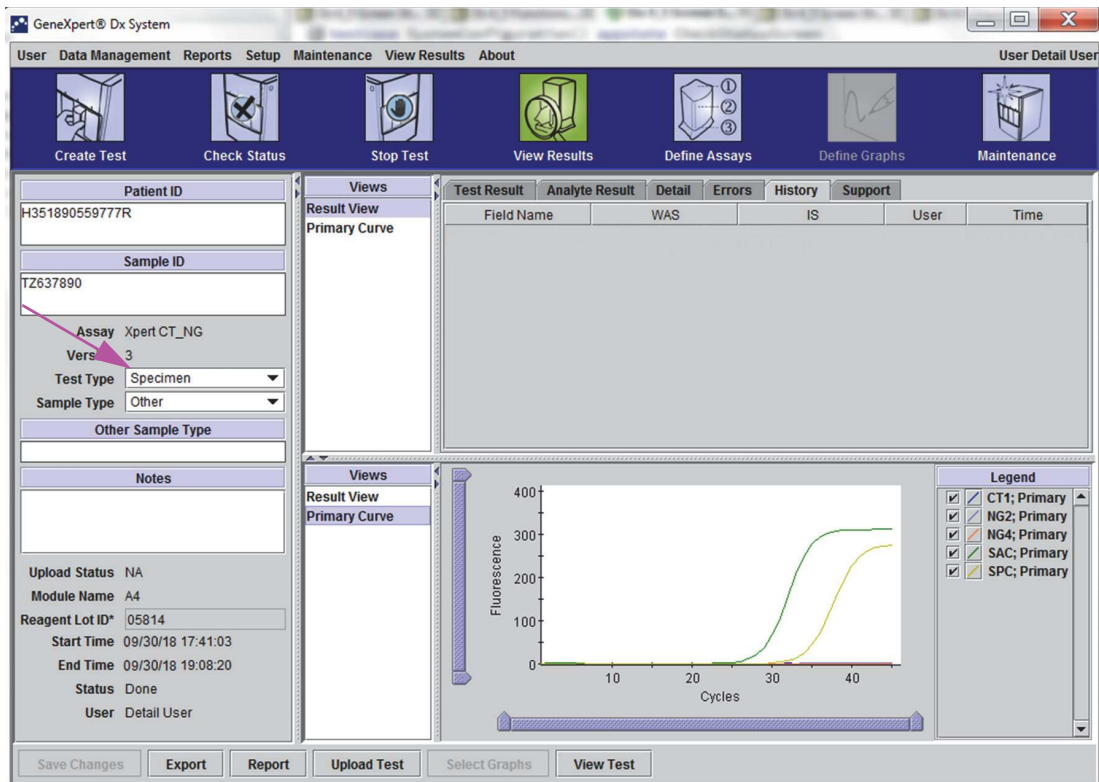 GeneXpert® Dx System
User Data Management Reports Setup Maintenance View Results About User Detail User
Create Test Check Status Stop Test View Results Define Assays Define Graphs Maintenance
Patient ID
H351890559777R
Sample ID
TZ637890
Assay Xpert CT_NG
Vers 3
Test Type Specimen
Sample Type Other
Other Sample Type
Notes
Upload Status NA
Module Name A4
Reagent Lot ID* 05814
Start Time 09/30/18 17:41:03
End Time 09/30/18 19:08:20
Status Done
User Detail User
Views
Result View
Primary Curve
Test Result Analyte Result Detail Errors History Support
Field Name WAS IS User Time
Views
Result View
Primary Curve
Fluorescence
400
300
200
100
0
10 20 30 40
Cycles
Legend
CT1; Primary
NG2; Primary
NG4; Primary
SAC; Primary
SPC; Primary
Save Changes Export Report Upload Test Select Graphs View Test